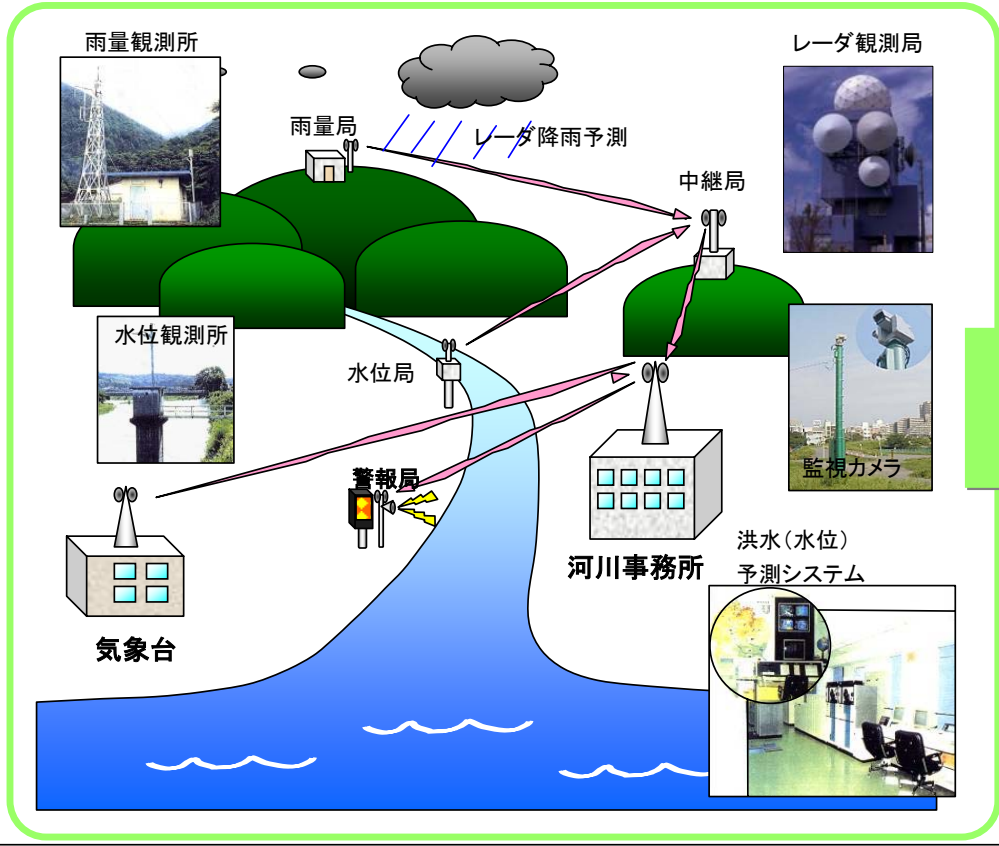 雨量観測所
レーダ観測局
雨量局
レーダ降雨予測
中継局
水位観測所
水位局
監視カメラ
警報局
洪水(水位)
予測システム
河川事務所
気象台